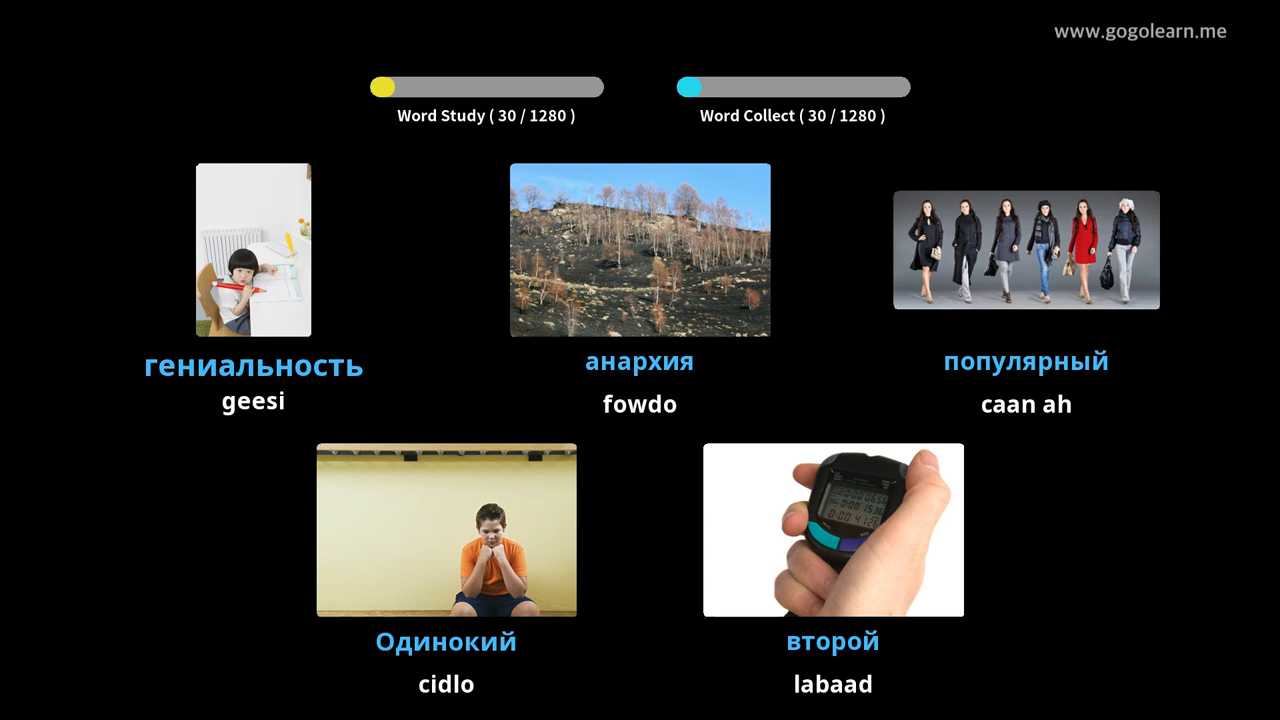 www.gogolearn.me
Word Study ( 30 / 1280 )
Word Collect ( 30 / 1280 )
гениальность
geesi
анархия
fowdo
популярный
caan ah
Одинокий
cidlo
второй
labaad